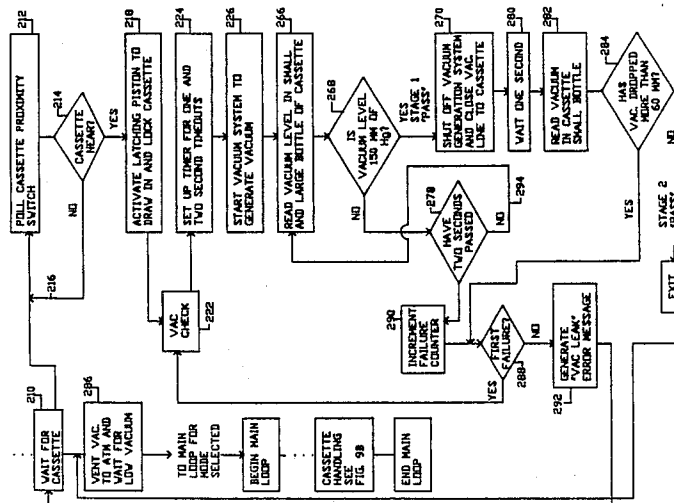 212
POLL CASSETTE PROXIMITY
SWITCH
214
CASSETTE
NEAR?
YES
NO
216
218
ACTIVATE LATCHING PISTON TO
DRAW IN AND LOCK CASSETTE
224
SET UP TIMER FOR ONE AND
TWO SECOND TIMEOUTS
226
START VACUUM SYSTEM TO
GENERATE VACUUM
266
READ VACUUM LEVEL IN SMALL
AND LARGE BOTTLE OF CASSETTE
268
IS
VACUUM LEVEL
150 MM OF
HG?
YES STAGE 1
"PASS"
NO
270
SHUT OFF VACUUM
GENERATION SYSTEM
AND CLOSE VAC.
LINE TO CASSETTE
280
WAIT ONE SECOND
282
READ VACUUM
IN CASSETTE
SMALL BOTTLE
284
HAS
VAC. DROPPED
MORE THAN
60 MM?
NO
YES
278
HAVE
TWO SECONDS
PASSED
NO
294
VAC
CHECK
222
290
INCREMENT
FAILURE
COUNTER
FIRST
FAILURE?
288
YES
NO
GENERATE
"VAC LEAK"
ERROR MESSAGE
292
STAGE 2
EXIT
210
WAIT FOR
CASSETTE
286
VENT VAC.
TO ATM AND
WAIT FOR
LOW VACUUM
TO MAIN
LOOP FOR
MODE
SELECTED
BEGIN MAIN
LOOP
CASSETTE
HANDLING
SEE
FIG. 9B
END MAIN
LOOP